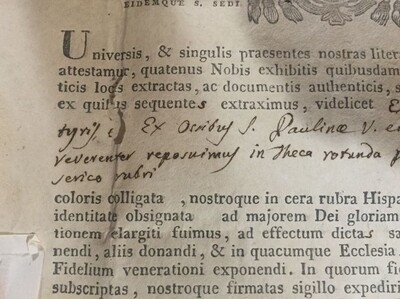 EIDEMQUE S. SEDI
Universis, & singulis praesentes nostras liter
attestamur, quatenus Nobis exhibitis quibusdam
ticis locis extractas, ac documentis authenticis, s
ex quibus sequentes extraximus, videlicet E
tyris Ex Ossibus S. Paulinæ V. e
reverenter reposuimus in Theca rotunda p
serico rubri
coloris colligata , nostroque in cera rubra Hispa
identitate obsignata ad majorem Dei gloriam
tionem elargiti fuimus, ad effectum dictas sa
nendi, aliis donandi, & in quacumque Ecclesia
Fidelium venerationi exponendi. In quorum fi
subscriptas, nostroque firmatas sigillo expediri